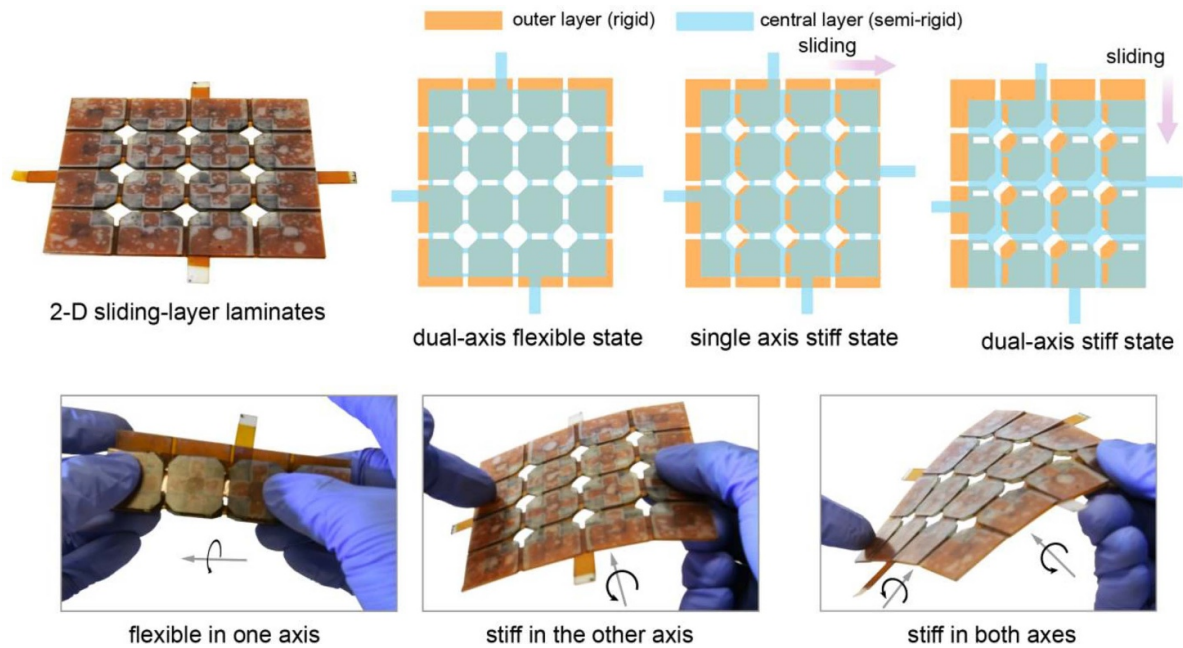 outer layer (rigid)
central layer (semi-rigid)
sliding
sliding
2-D sliding-layer laminates
dual-axis flexible state
single axis stiff state
dual-axis stiff state
flexible in one axis
stiff in the other axis
stiff in both axes